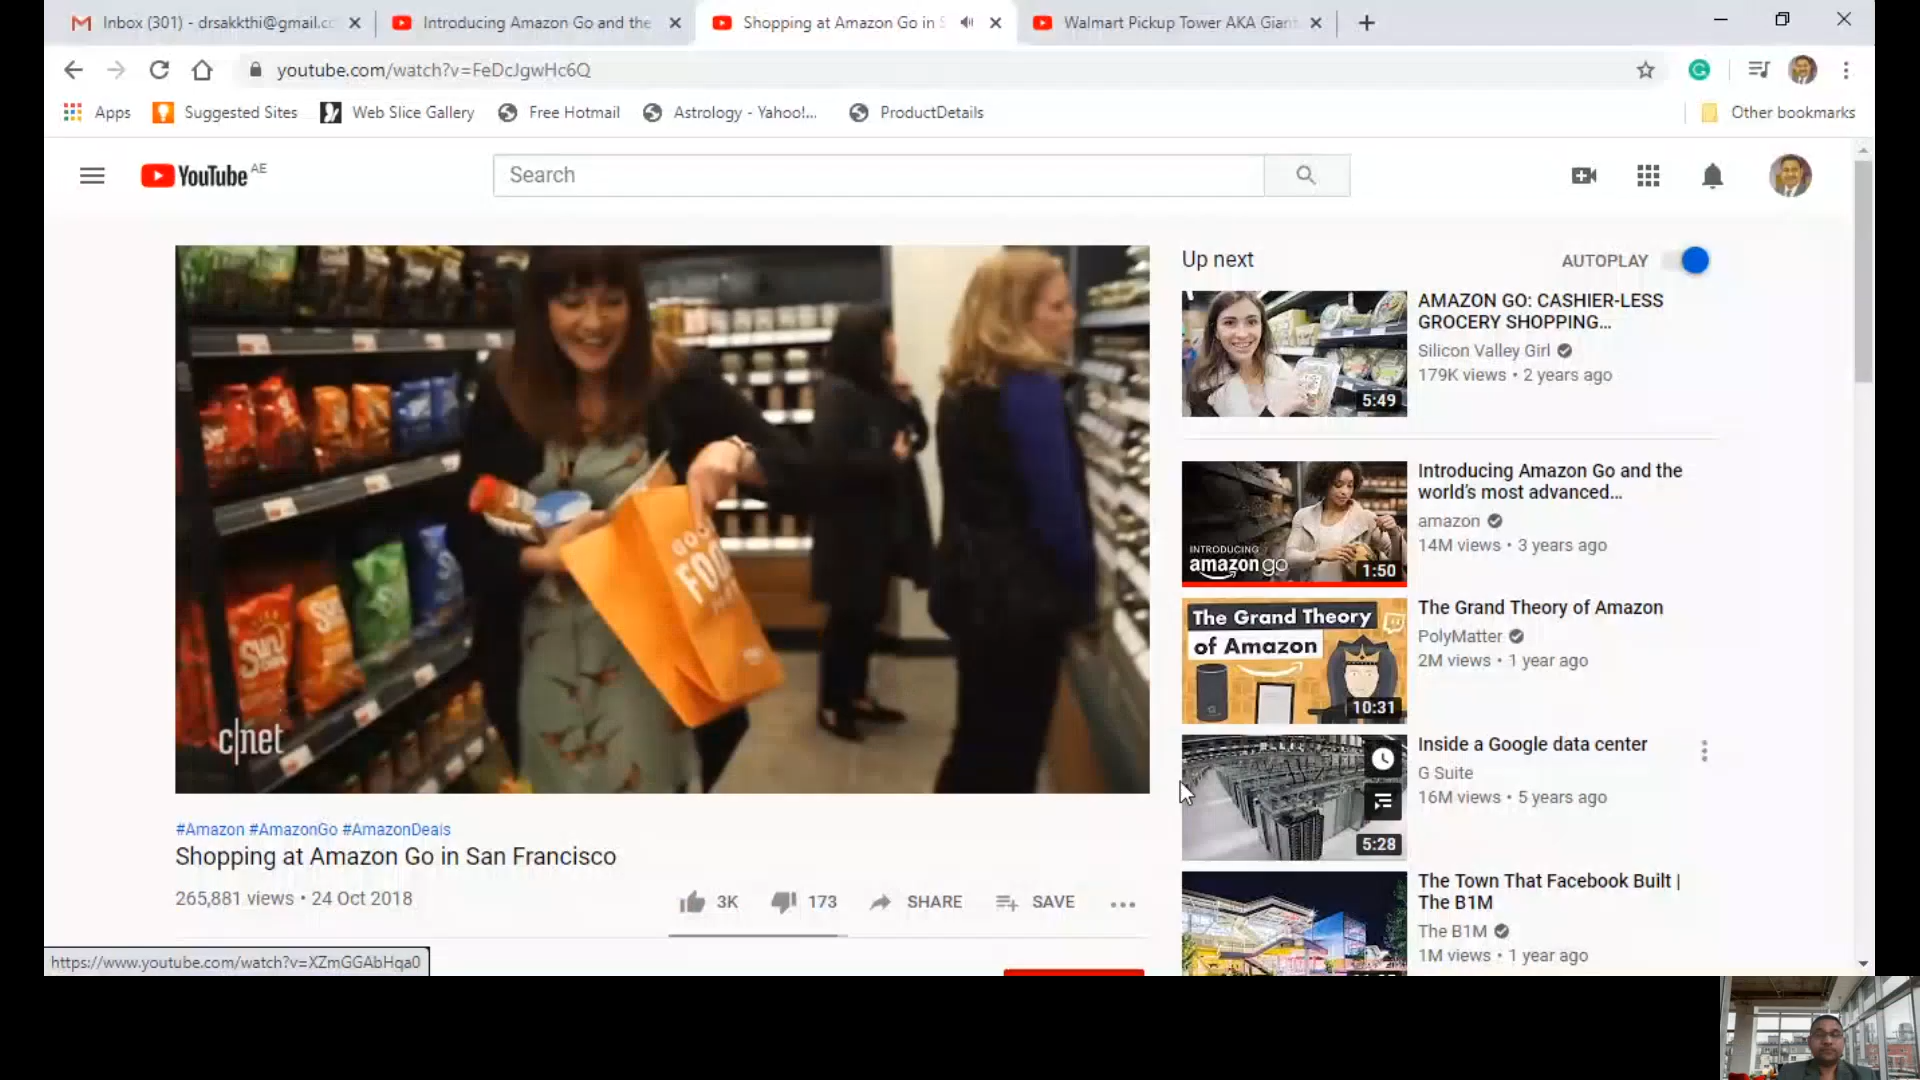 Inbox (301) - drsakkthi@gmail.c
Introducing Amazon Go and the
Shopping at Amazon Go in S
Walmart Pickup Tower AKA Giant
youtube.com/watch?v=FeDcJgwHc6Q
Apps
Suggested Sites
Web Slice Gallery
Free Hotmail
Astrology - Yahoo!...
ProductDetails
Other bookmarks
YouTube AE
Search
Up next
AUTOPLAY
AMAZON GO: CASHIER-LESS
GROCERY SHOPPING...
Silicon Valley Girl
179K views • 2 years ago
5:49
Introducing Amazon Go and the
world's most advanced...
amazon
14M views • 3 years ago
INTRODUCING
amazon go
1:50
The Grand Theory of Amazon
PolyMatter
2M views • 1 year ago
The Grand Theory
of Amazon
10:31
Inside a Google data center
G Suite
16M views • 5 years ago
5:28
The Town That Facebook Built |
The B1M
The B1M
1M views • 1 year ago
GOOD
FOOD
Sun
c|net
#Amazon #AmazonGo #AmazonDeals
Shopping at Amazon Go in San Francisco
265,881 views • 24 Oct 2018
3K
173
SHARE
SAVE
https://www.youtube.com/watch?v=XZmGGAbHqa0